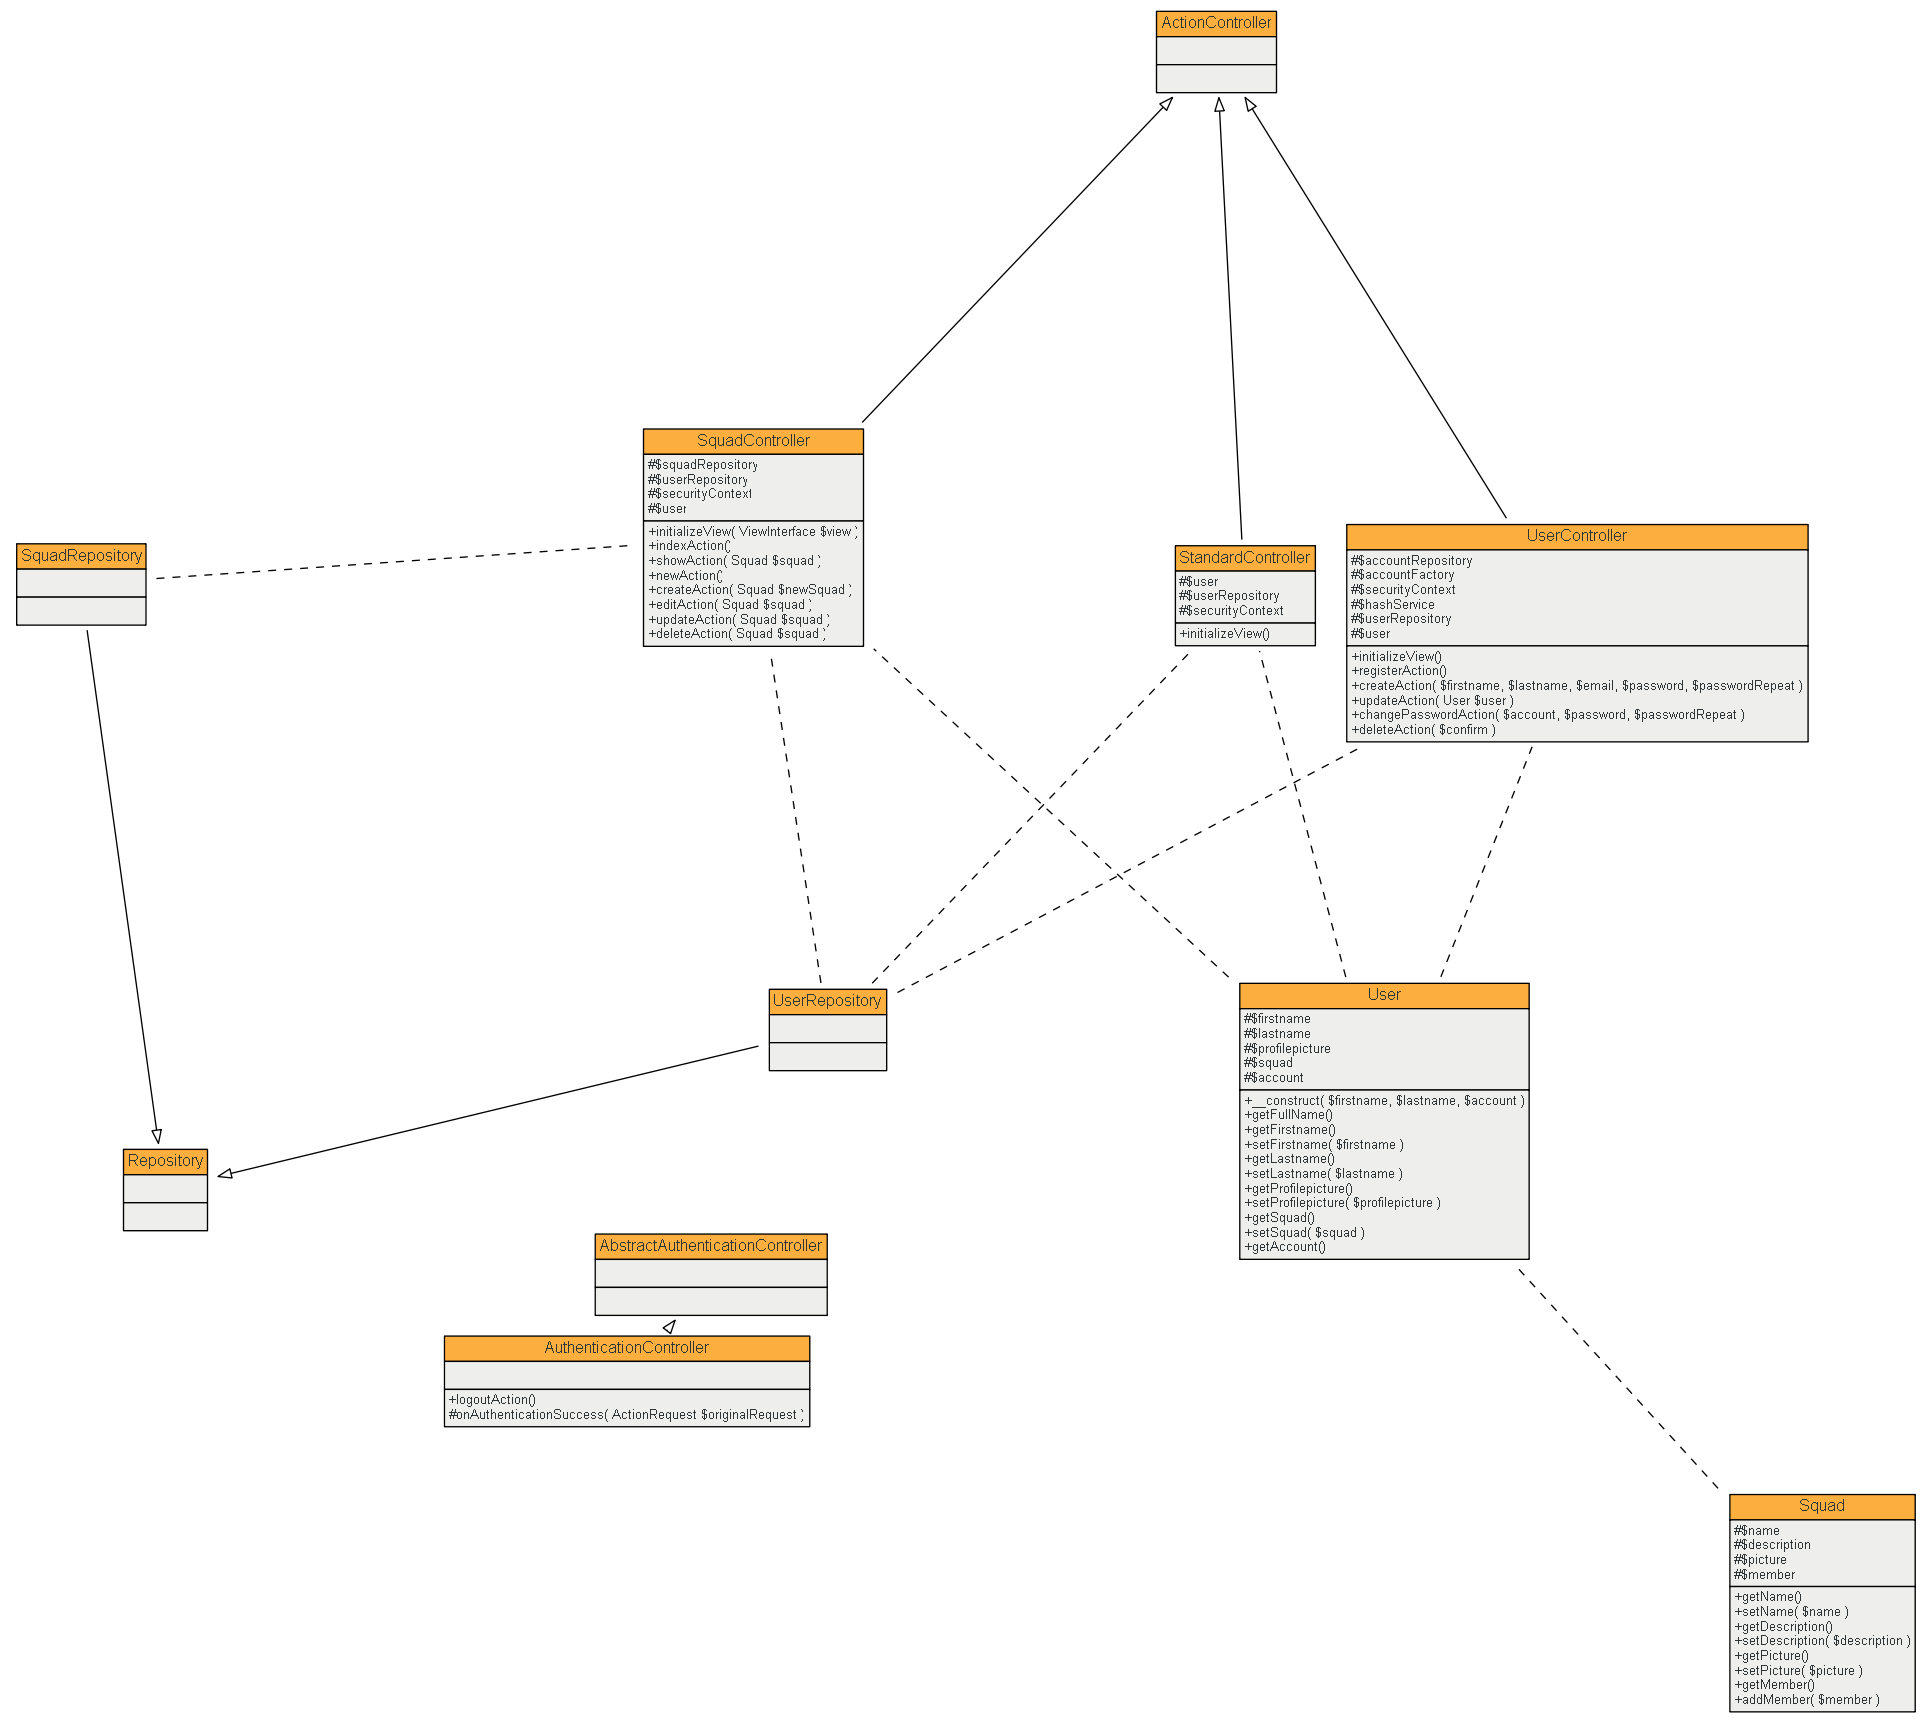 ActionController
SquadController
#$squadRepository
#$userRepository
#$securityContext
#$user
+initializeView( ViewInterface $view )
+indexAction()
+showAction( Squad $squad )
+newAction()
+createAction( Squad $newSquad )
+editAction( Squad $squad )
+updateAction( Squad $squad )
+deleteAction( Squad $squad )
SquadRepository
StandardController
#$user
#$userRepository
#$securityContext
+initializeView()
UserController
#$accountRepository
#$accountFactory
#$securityContext
#$hashService
#$userRepository
#$user
+initializeView()
+registerAction()
+createAction( $firstname, $lastname, $email, $password, $passwordRepeat )
+updateAction( User $user )
+changePasswordAction( $account, $password, $passwordRepeat )
+deleteAction( $confirm )
UserRepository
User
#$firstname
#$lastname
#$profilepicture
#$squad
#$account
+__construct( $firstname, $lastname, $account )
+getFullName()
+getFirstname()
+setFirstname( $firstname )
+getLastname()
+setLastname( $lastname )
+getProfilepicture()
+setProfilepicture( $profilepicture )
+getSquad()
+setSquad( $squad )
+getAccount()
Repository
AbstractAuthenticationController
AuthenticationController
+logoutAction()
#onAuthenticationSuccess( ActionRequest $originalRequest )
Squad
#$name
#$description
#$picture
#$member
+getName()
+setName( $name )
+getDescription()
+setDescription( $description )
+getPicture()
+setPicture( $picture )
+getMember()
+addMember( $member )